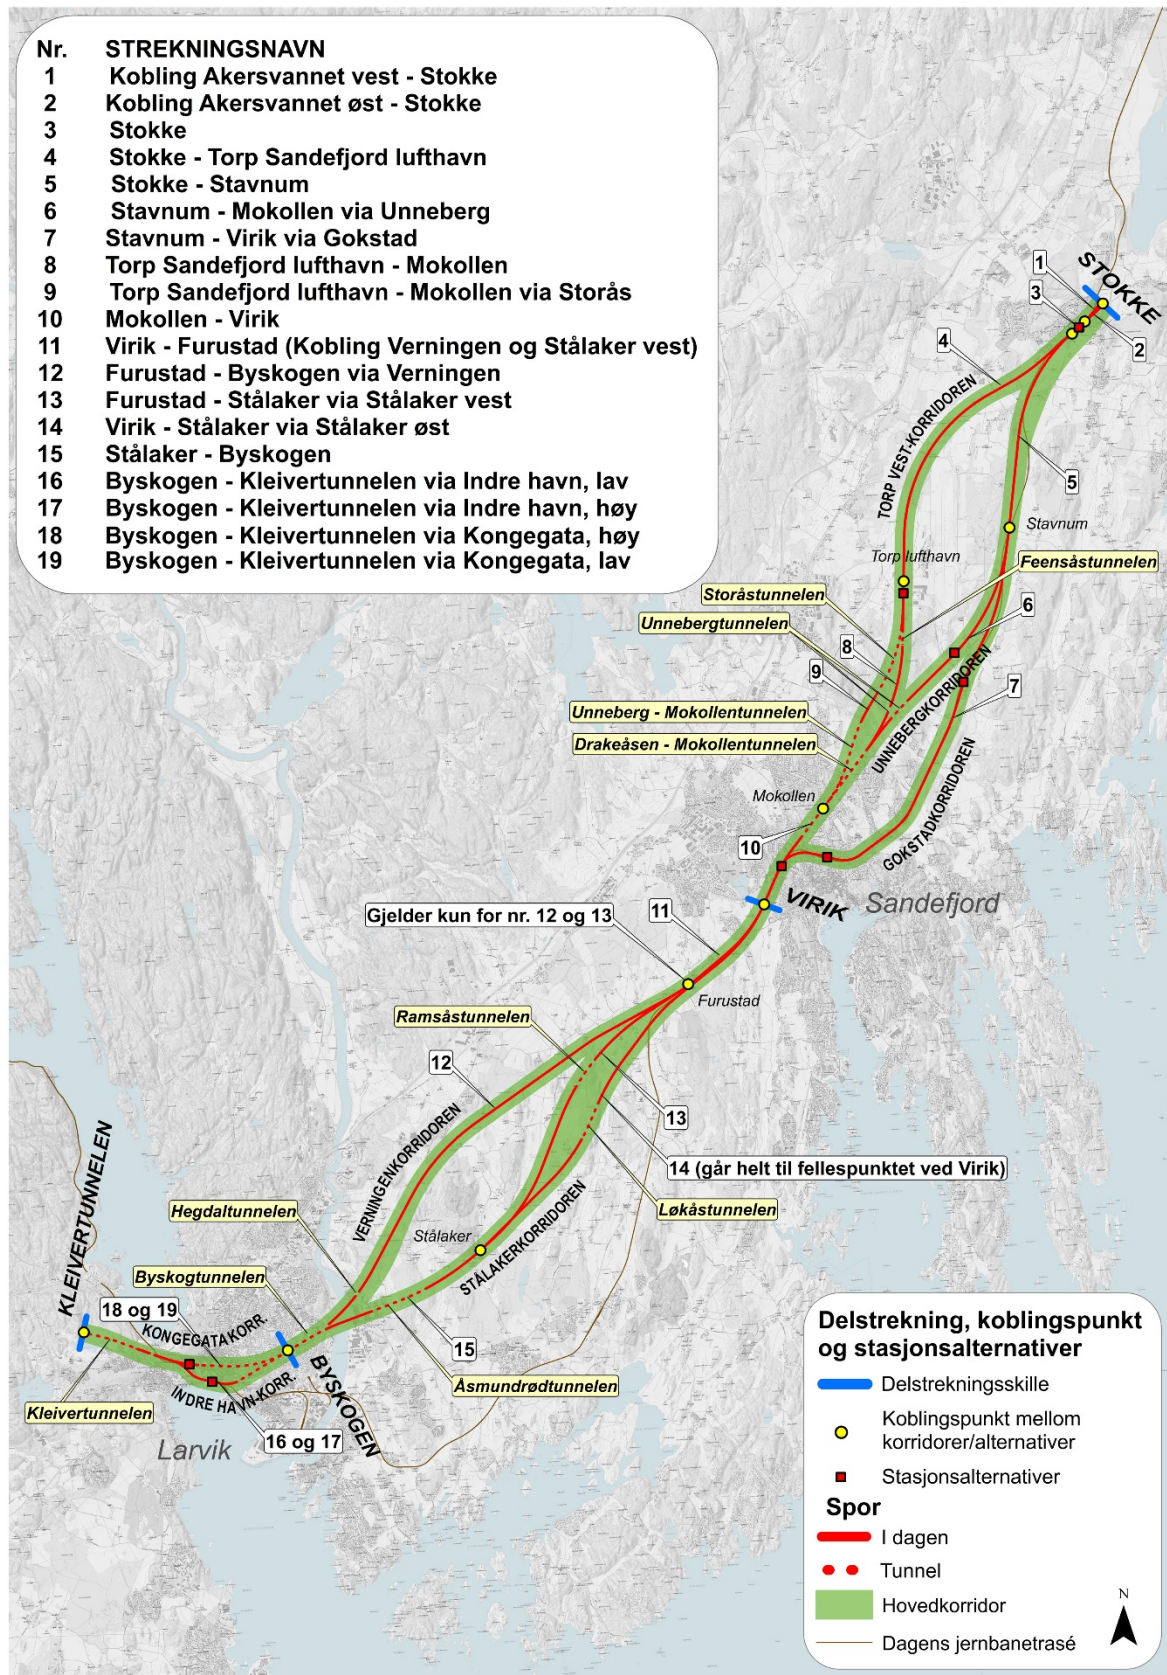 Nr. STREKNINGSNAVN
1 Kobling Akersvannet vest - Stokke
2 Kobling Akersvannet øst - Stokke
3 Stokke
4 Stokke - Torp Sandefjord lufthavn
5 Stokke - Stavnum
6 Stavnum - Mokollen via Unneberg
7 Stavnum - Virik via Gokstad
8 Torp Sandefjord lufthavn - Mokollen
9 Torp Sandefjord lufthavn - Mokollen via Storås
10 Mokollen - Virik
11 Virik - Furustad (Kobling Verningen og Stålaker vest)
12 Furustad - Byskogen via Verningen
13 Furustad - Stålaker via Stålaker vest
14 Virik - Stålaker via Stålaker øst
15 Stålaker - Byskogen
16 Byskogen - Kleivertunnelen via Indre havn, lav
17 Byskogen - Kleivertunnelen via Indre havn, høy
18 Byskogen - Kleivertunnelen via Kongegata, høy
19 Byskogen - Kleivertunnelen via Kongegata, lav
1
STOKKE
3
2
4
TORP VEST-KORRIDOREN
5
Stavnum
Torp lufthavn
Feensåstunnelen
Storåstunnelen
6
Unnebergtunnelen
8
9
7
UNNEBERGKORRIDOREN
Unneberg - Mokollentunnelen
Drakeåsen - Mokollentunnelen
GOKSTADKORRIDOREN
Mokollen
10
VIRIK
Sandefjord
Gjelder kun for nr. 12 og 13
11
Furustad
Ramsåstunnelen
12
13
VERNINGENKORRIDOREN
14 (går helt til fellespunktet ved Virik)
Løkåstunnelen
Hegdaltunnelen
Stålaker
STÅLAKERKORRIDOREN
KLEIVERTUNNELEN
Byskogtunnelen
18 og 19
KONGEGATAKORR.
15
BYSKOGEN
INDRE HAVN-KORR.
Åsmundrødtunnelen
Kleivertunnelen
16 og 17
Larvik
Delstrekning, koblingspunkt
og stasjonsalternativer
Delstrekningsskille
Koblingspunkt mellom
korridorer/alternativer
Stasjonsalternativer
Spor
I dagen
Tunnel
Hovedkorridor
Dagens jernbanetrasé
N